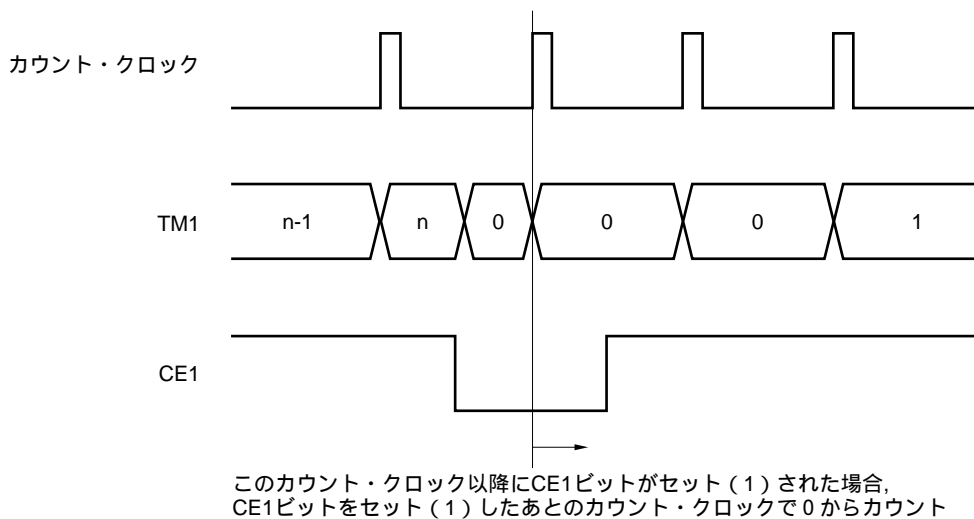 カウント・クロック
TM1
n-1
n
0
0
0
1
CE1
このカウント・クロック以降にCE1ビットがセット（1）された場合,
CE1ビットをセット（1）したあとのカウント・クロックで0からカウント